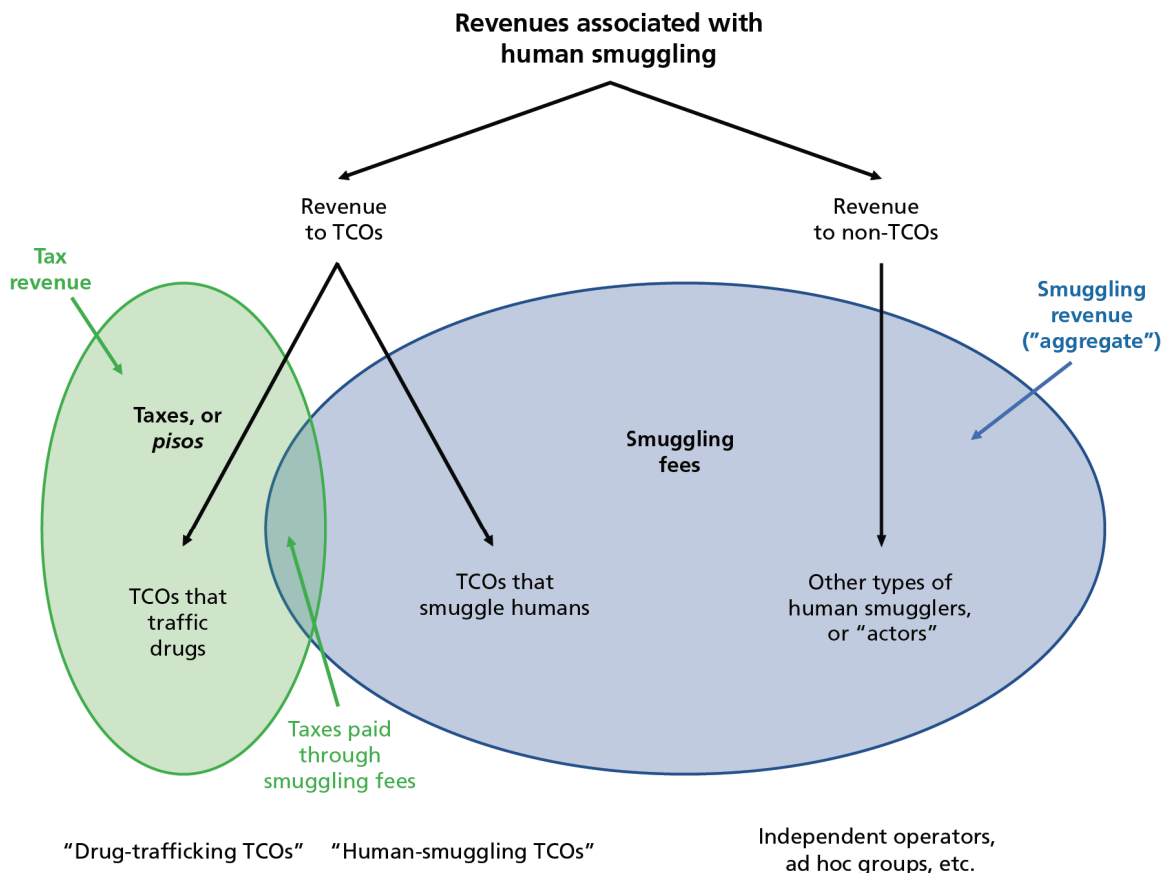 Revenues associated with
human smuggling
Revenue
to TCOs
Revenue
to non-TCOs
Tax
revenue
Smuggling
revenue
(”aggregate”)
Taxes, or
pisos
Smuggling
fees
TCOs that
traffic
drugs
TCOs that
smuggle humans
Other types of
human smugglers,
or “actors”
Taxes paid
through
smuggling fees
“Drug-trafficking TCOs”
“Human-smuggling TCOs”
Independent operators,
ad hoc groups, etc.